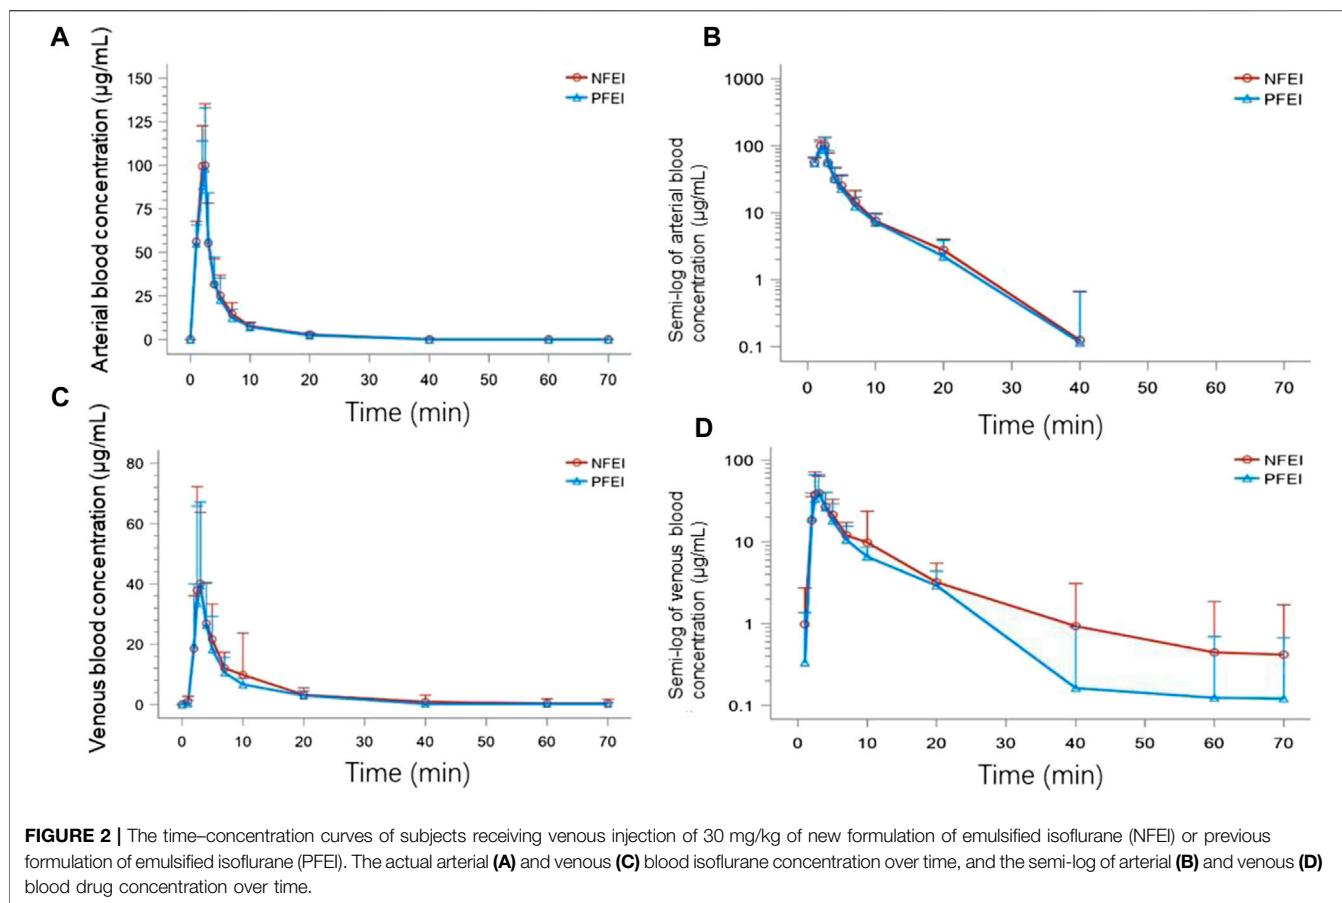 A
Arterial blood concentration (µg/mL)
150
125
100
75
50
25
0
NFEI
PFEI
0 10 20 30 40 50 60 70
Time (min)
B
Semi-log of arterial blood
concentration (µg/mL)
1000
100
10
1
0.1
NFEI
PFEI
0 10 20 30 40 50 60 70
Time (min)
C
Venous blood concentration (µg/mL)
80
60
40
20
0
NFEI
PFEI
0 10 20 30 40 50 60 70
Time (min)
D
Semi-log of venous blood
concentration (µg/mL)
100
10
1
0.1
NFEI
PFEI
0 10 20 30 40 50 60 70
Time (min)
FIGURE 2 | The time–concentration curves of subjects receiving venous injection of 30 mg/kg of new formulation of emulsified isoflurane (NFEI) or previous
formulation of emulsified isoflurane (PFEI). The actual arterial (A) and venous (C) blood isoflurane concentration over time, and the semi-log of arterial (B) and venous (D)
blood drug concentration over time.